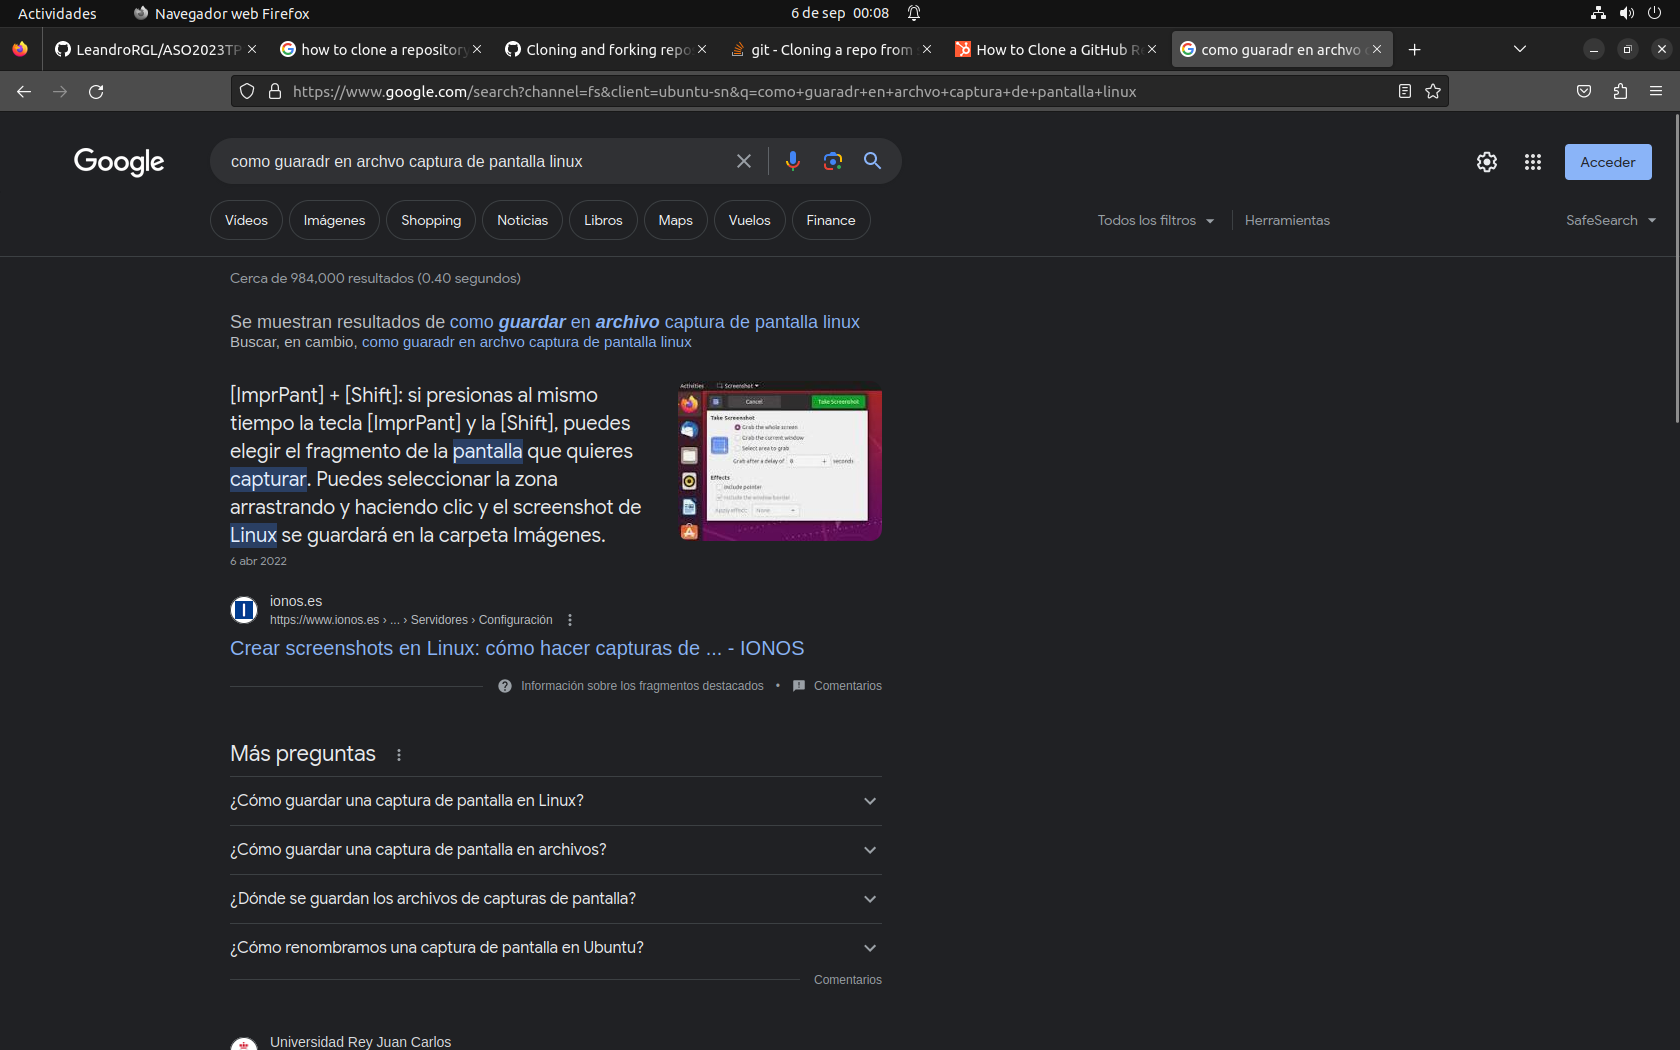 Actividades
Navegador web Firefox
6 de sep 00:08
LeandroRGL/ASO2023TP
how to clone a repository
Cloning and forking repo
git - Cloning a repo from
How to Clone a GitHub Re
como guaradr en archvo c
https://www.google.com/search?channel=fs&client=ubuntu-sn&q=como+guaradr+en+archvo+captura+de+pantalla+linux
Google
como guaradr en archvo captura de pantalla linux
Acceder
Vídeos
Imágenes
Shopping
Noticias
Libros
Maps
Vuelos
Finance
Todos los filtros
Herramientas
SafeSearch
Cerca de 984,000 resultados (0.40 segundos)
Se muestran resultados de como guardar en archivo captura de pantalla linux
Buscar, en cambio, como guaradr en archvo captura de pantalla linux
[ImprPant] + [Shift]: si presionas al mismo
tiempo la tecla [ImprPant] y la [Shift], puedes
elegir el fragmento de la pantalla que quieres
capturar. Puedes seleccionar la zona
arrastrando y haciendo clic y el screenshot de
Linux se guardará en la carpeta Imágenes.
6 abr 2022
Activities
Screenshot
Cancel
Take Screenshot
Take Screenshot
Grab the whole screen
Grab the current window
Select area to grab
Grab after a delay of 0 + seconds
Effects
Include pointer
Include the window border
Apply effect: None
ionos.es
https://www.ionos.es › ... › Servidores › Configuración
Crear screenshots en Linux: cómo hacer capturas de ... - IONOS
Información sobre los fragmentos destacados • Comentarios
Más preguntas
¿Cómo guardar una captura de pantalla en Linux?
¿Cómo guardar una captura de pantalla en archivos?
¿Dónde se guardan los archivos de capturas de pantalla?
¿Cómo renombramos una captura de pantalla en Ubuntu?
Comentarios
Universidad Rey Juan Carlos